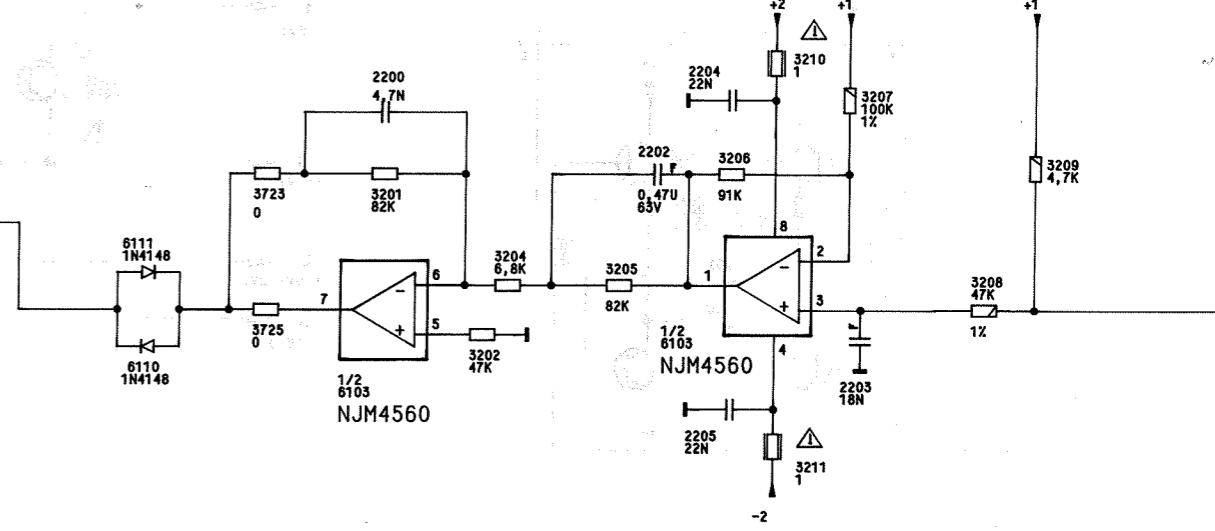 +2
+1
+1
3210
1
2200
4,7N
2204
22N
3207
100K
1%
2202
F
0,47U
63V
3206
91K
3209
4,7K
3723
0
3201
82K
8
6111
1N4148
3204
6,8K
3205
82K
6
7
5
1
2
3
4
3208
47K
1%
3725
0
3202
47K
1/2
6103
NJM4560
F
2203
18N
6110
1N4148
1/2
6103
NJM4560
2205
22N
3211
1
-2